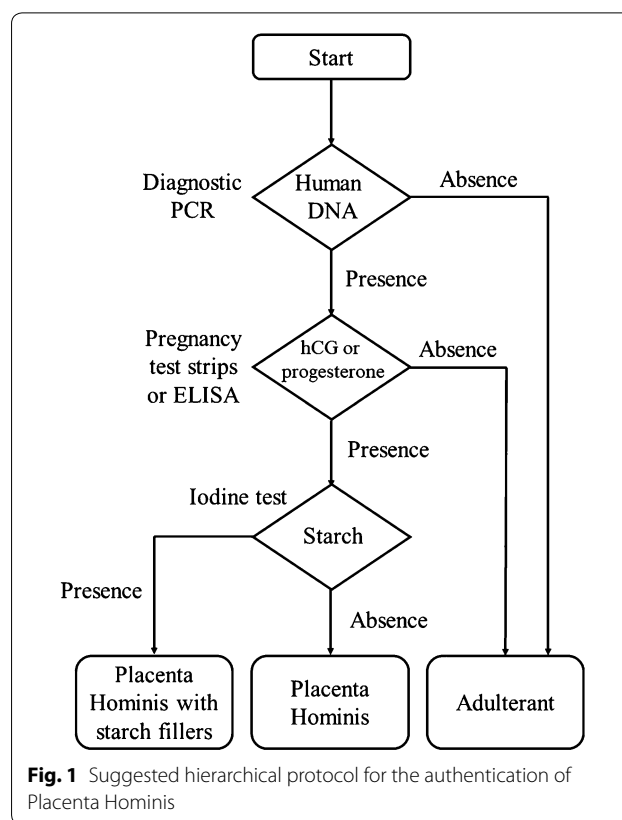 Start
Diagnostic
PCR
Human
DNA
Absence
Presence
Pregnancy
test strips
or ELISA
hCG or
progesterone
Absence
Presence
Iodine test
Starch
Presence
Absence
Placenta
Hominis with
starch fillers
Placenta
Hominis
Adulterant
Fig. 1 Suggested hierarchical protocol for the authentication of
Placenta Hominis